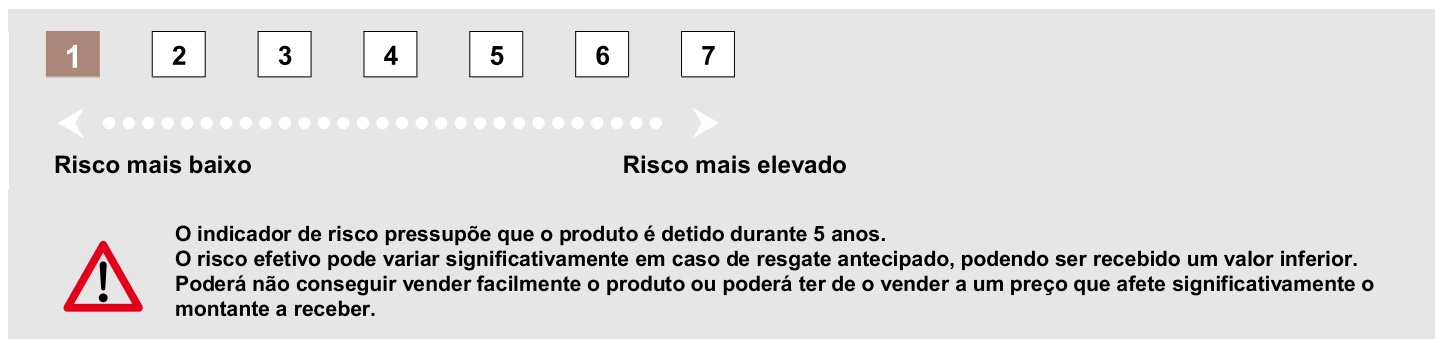 1 2 3 4 5 6 7
Risco mais baixo Risco mais elevado
O indicador de risco pressupõe que o produto é detido durante 5 anos.
O risco efetivo pode variar significativamente em caso de resgate antecipado, podendo ser recebido um valor inferior.
Poderá não conseguir vender facilmente o produto ou poderá ter de o vender a um preço que afete significativamente o
montante a receber.